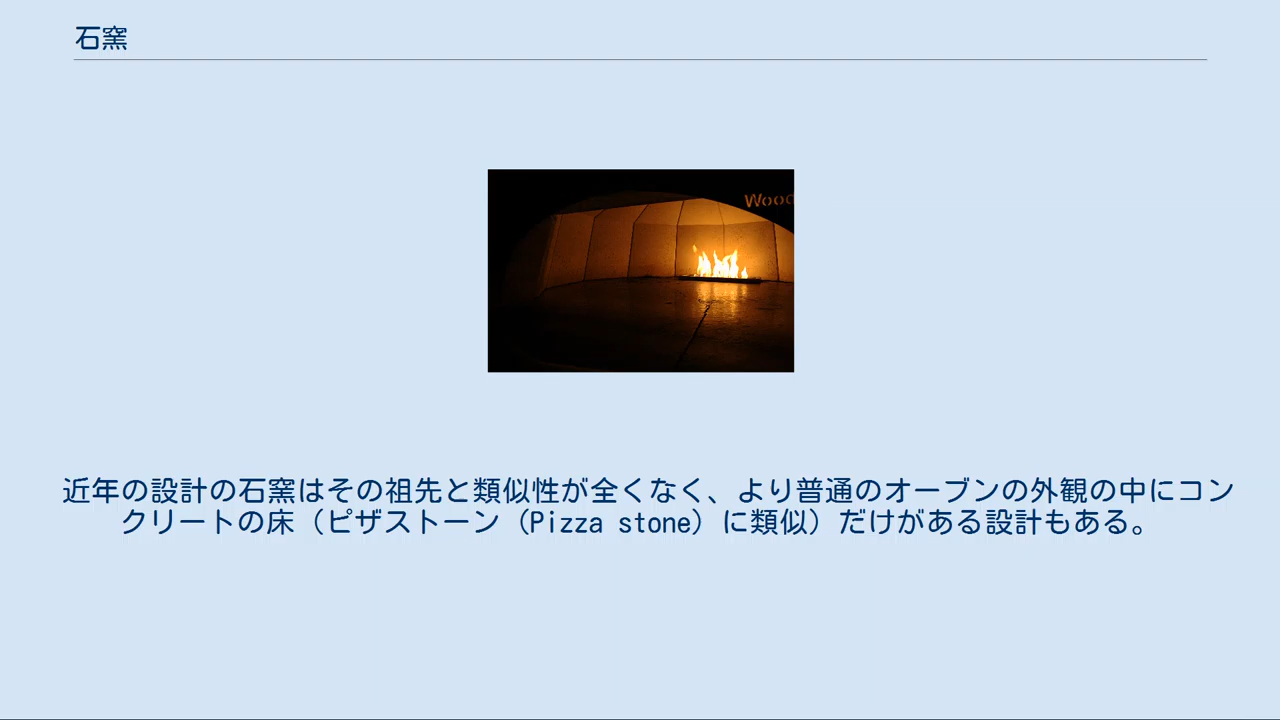 石窯
Wood
近年の設計の石窯はその祖先と類似性が全くなく、より普通のオーブンの外観の中にコン
クリートの床（ピザストーン（Pizza stone）に類似）だけがある設計もある。